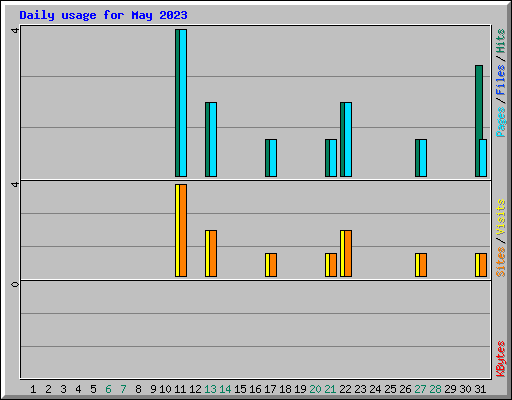 Daily usage for May 2023
4
4
0
Pages / Files / Hits
Sites / Visits
KBytes
1 2 3 4 5 6 7 8 9 10 11 12 13 14 15 16 17 18 19 20 21 22 23 24 25 26 27 28 29 30 31